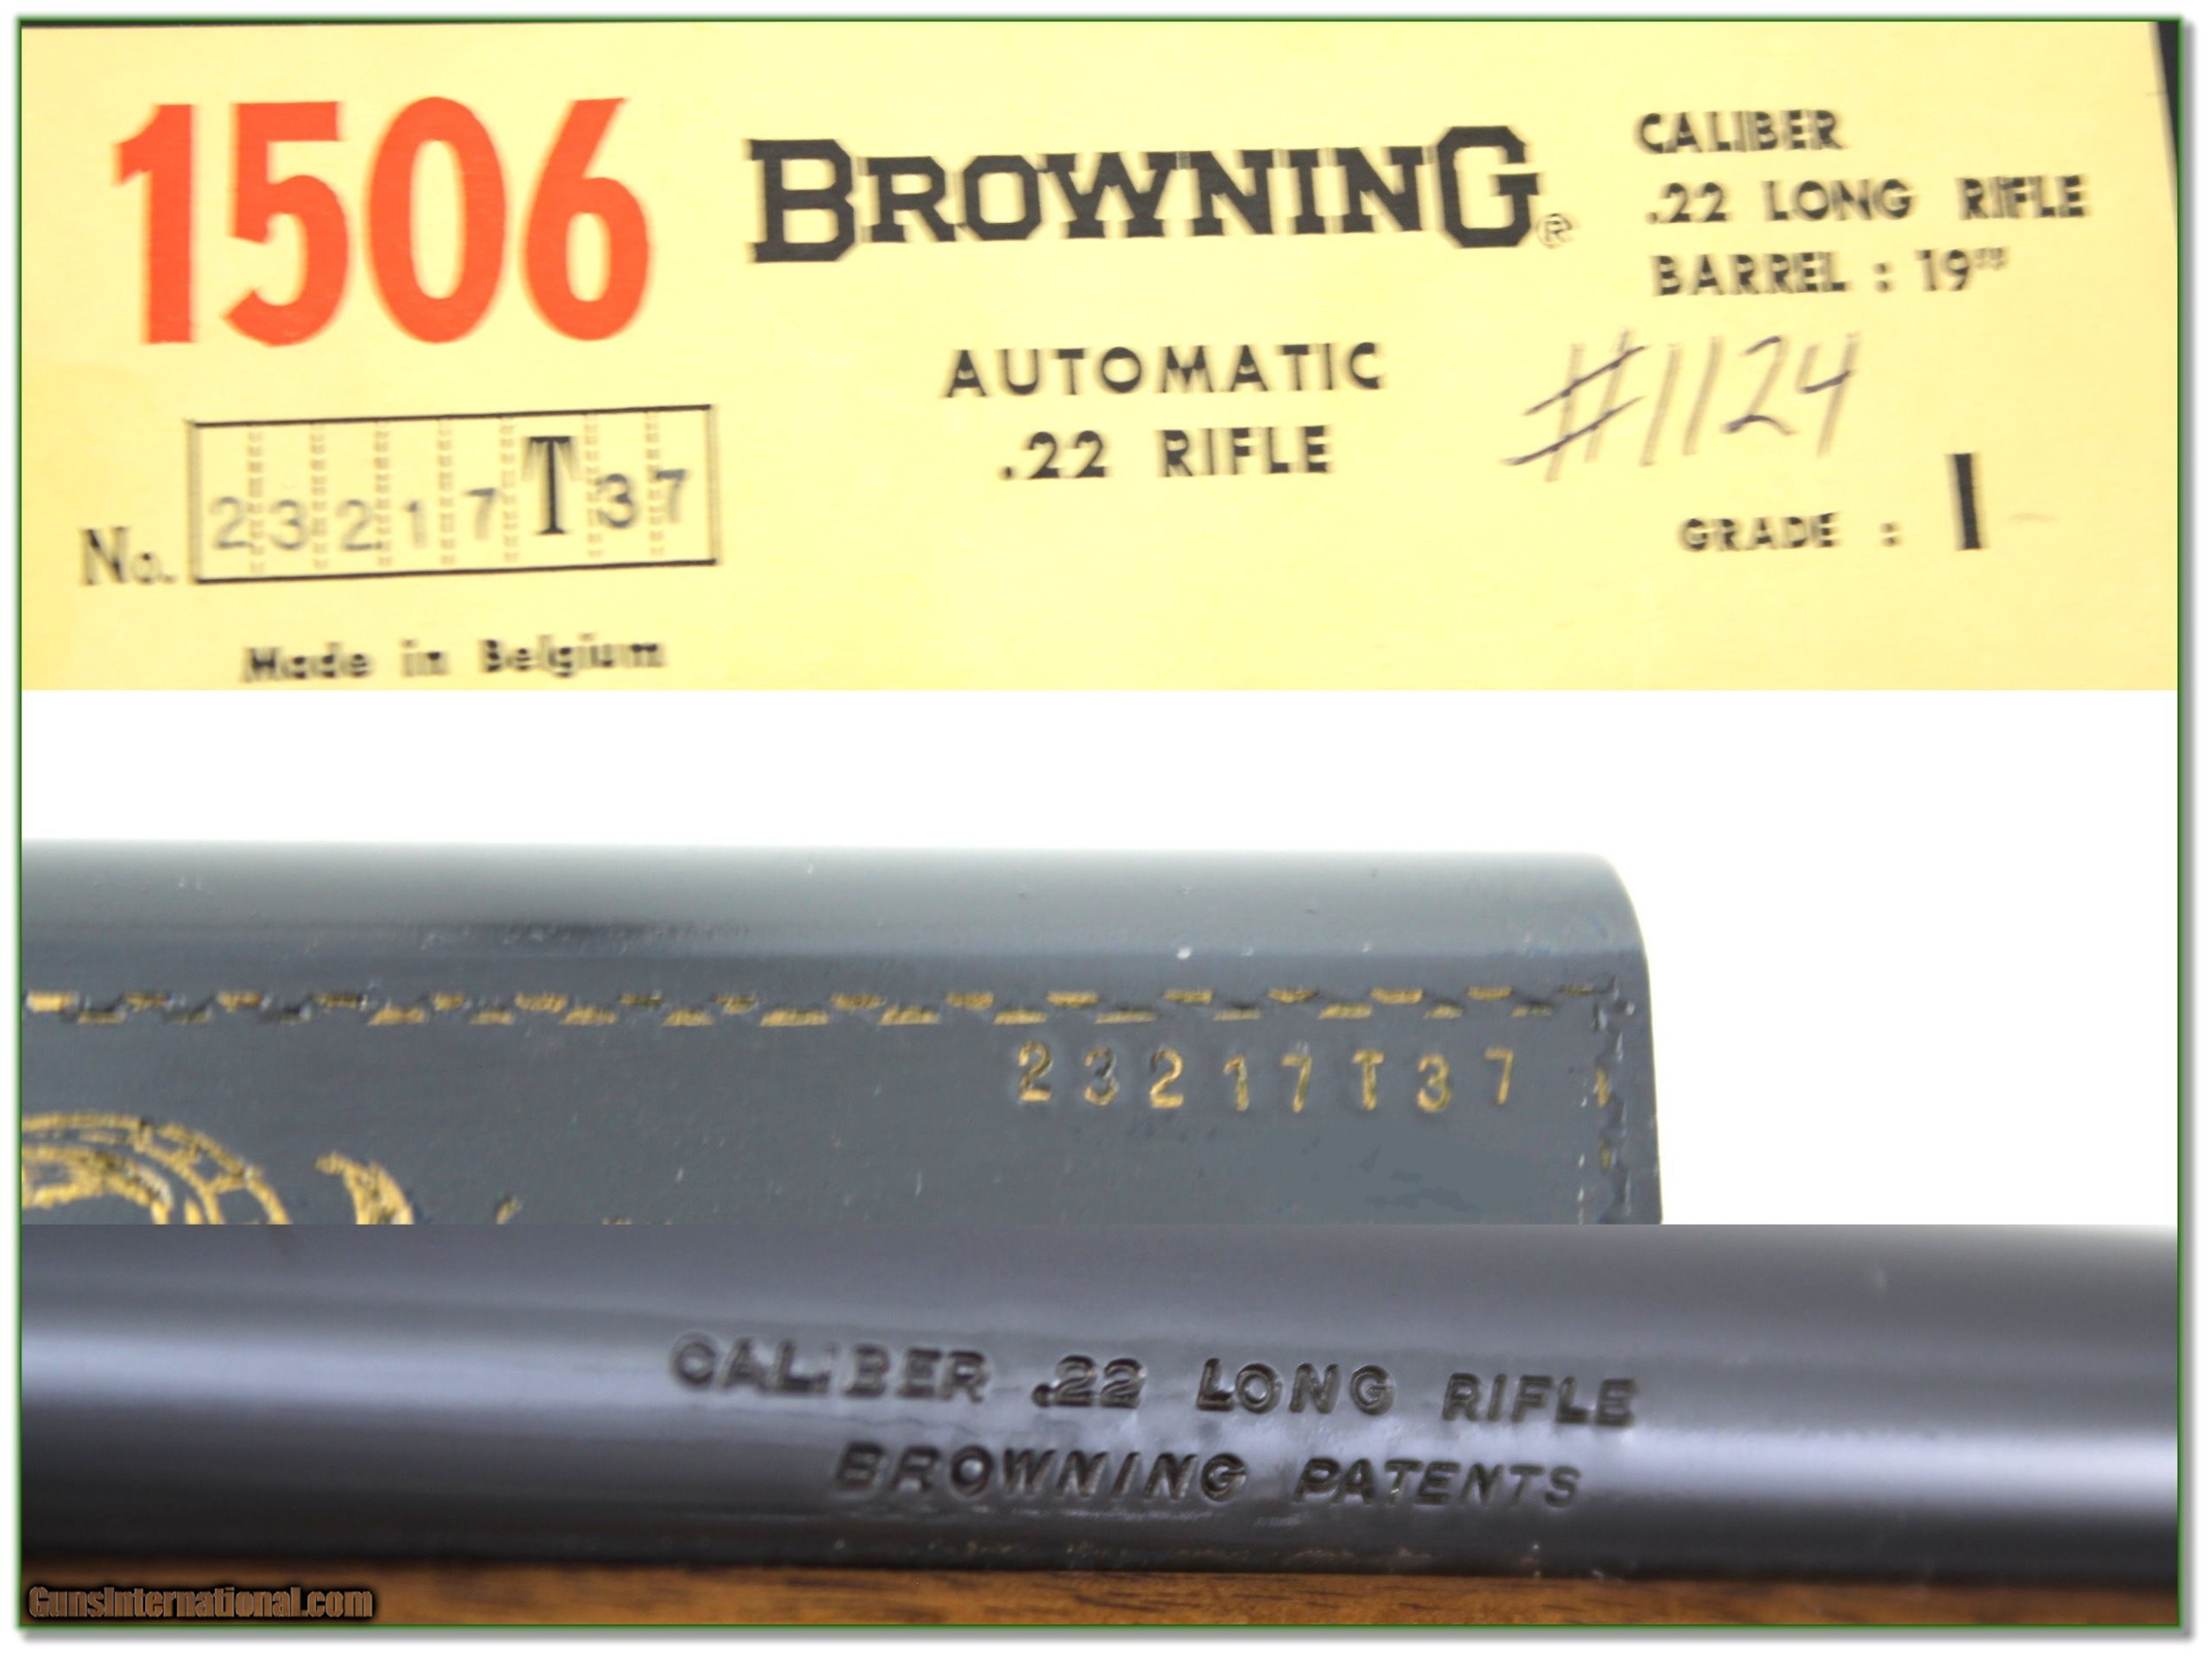 1506
BROWNING®
CALIBER
.22 LONG RIFLE
BARREL : 19"
AUTOMATIC
.22 RIFLE
#1124
GRADE : I
No. 23217T37
Made in Belgium
23217T37
CALIBER .22 LONG RIFLE
BROWNING PATENTS
GunsInternational.com